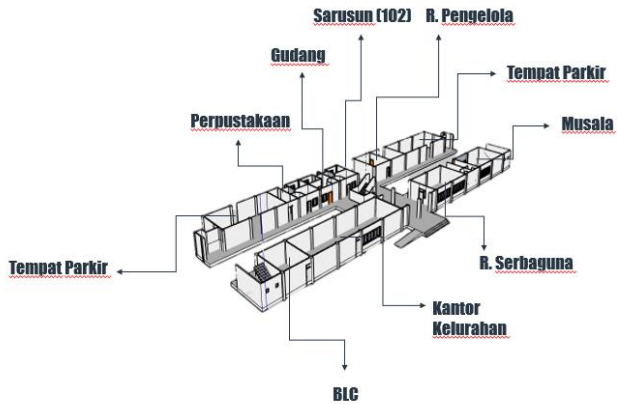 Sarusun (102)
R. Pengelola
Gudang
Tempat Parkir
Perpustakaan
Musala
Tempat Parkir
R. Serbaguna
Kantor
Kelurahan
BLC